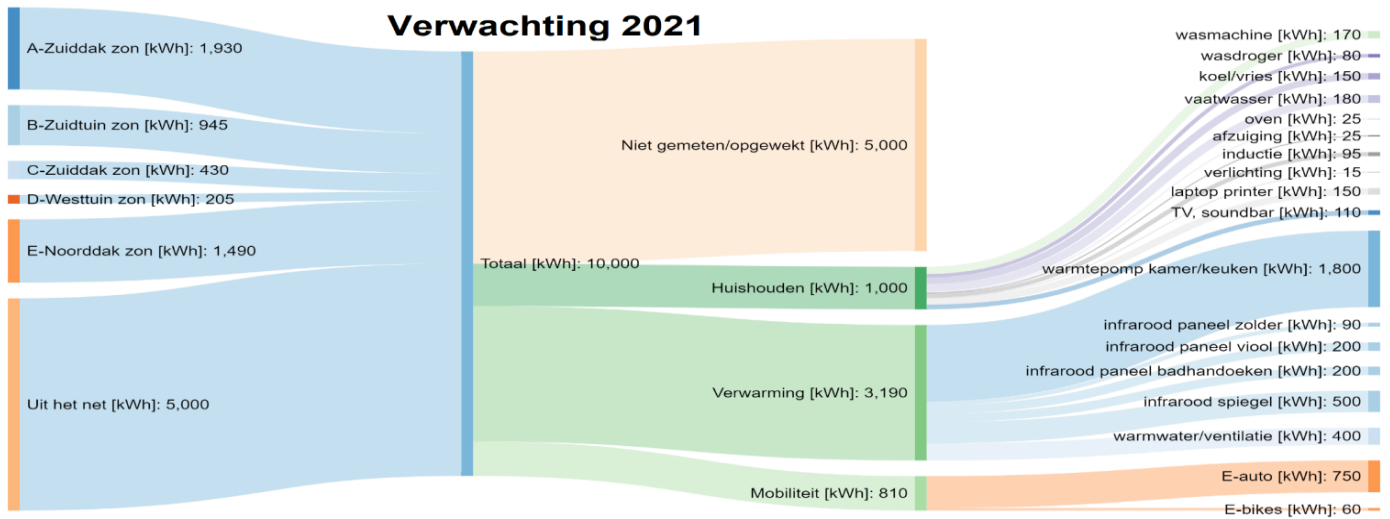 Verwachting 2021
A-Zuiddak zon [kWh]: 1,930
B-Zuidtuin zon [kWh]: 945
C-Zuiddak zon [kWh]: 430
D-Westtuin zon [kWh]: 205
E-Noorddak zon [kWh]: 1,490
Uit het net [kWh]: 5,000
Totaal [kWh]: 10,000
Niet gemeten/opgewekt [kWh]: 5,000
Huishouden [kWh]: 1,000
Verwarming [kWh]: 3,190
Mobiliteit [kWh]: 810
wasmachine [kWh]: 170
wasdroger [kWh]: 80
koel/vries [kWh]: 150
vaatwasser [kWh]: 180
oven [kWh]: 25
afzuiging [kWh]: 25
inductie [kWh]: 95
verlichting [kWh]: 15
laptop printer [kWh]: 150
TV, soundbar [kWh]: 110
warmtepomp kamer/keuken [kWh]: 1,800
infrarood paneel zolder [kWh]: 90
infrarood paneel viool [kWh]: 200
infrarood paneel badhandoeken [kWh]: 200
infrarood spiegel [kWh]: 500
warmwater/ventilatie [kWh]: 400
E-auto [kWh]: 750
E-bikes [kWh]: 60